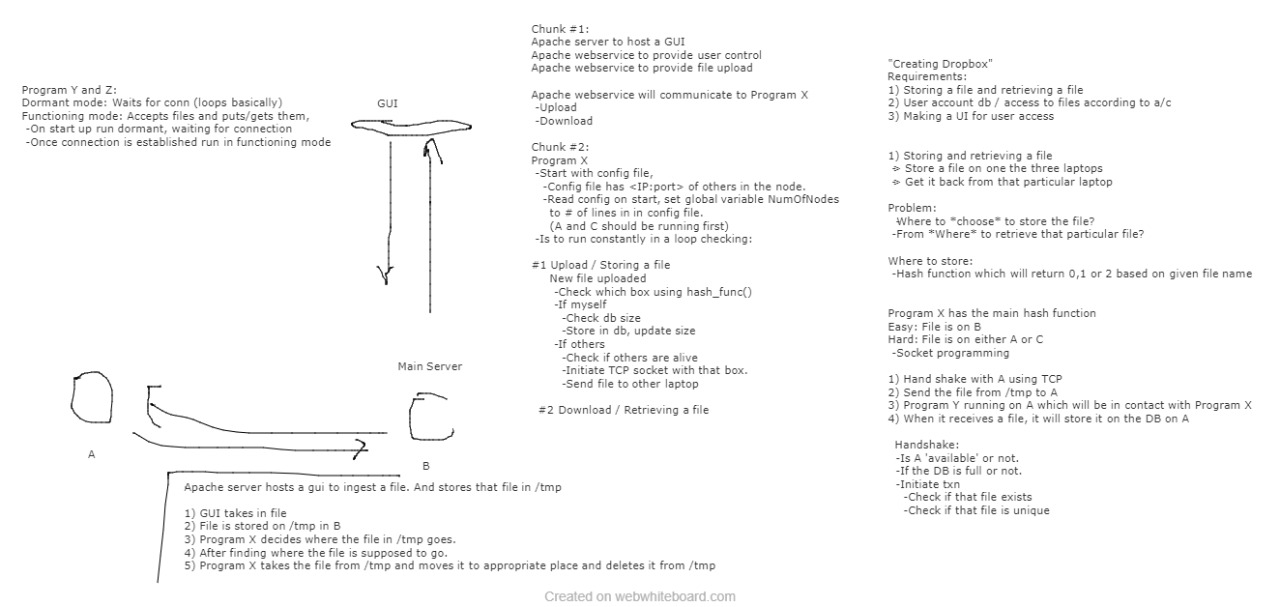 Program Y and Z:
Dormant mode: Waits for conn (loops basically)
Functioning mode: Accepts files and puts/gets them,
-On start up run dormant, waiting for connection
-Once connection is established run in functioning mode
GUI
Main Server
A
B
Apache server hosts a gui to ingest a file. And stores that file in /tmp
1) GUI takes in file
2) File is stored on /tmp in B
3) Program X decides where the file in /tmp goes.
4) After finding where the file is supposed to go.
5) Program X takes the file from /tmp and moves it to appropriate place and deletes it from /tmp
Chunk #1:
Apache server to host a GUI
Apache webservice to provide user control
Apache webservice to provide file upload
Apache webservice will communicate to Program X
-Upload
-Download
Chunk #2:
Program X
-Start with config file,
-Config file has <IP:port> of others in the node.
-Read config on start, set global variable NumOfNodes
to # of lines in in config file.
(A and C should be running first)
-Is to run constantly in a loop checking:
#1 Upload / Storing a file
New file uploaded
-Check which box using hash_func()
-If myself
-Check db size
-Store in db, update size
-If others
-Check if others are alive
-Initiate TCP socket with that box.
-Send file to other laptop
#2 Download / Retrieving a file
"Creating Dropbox"
Requirements:
1) Storing a file and retrieving a file
2) User account db / access to files according to a/c
3) Making a UI for user access
1) Storing and retrieving a file
=> Store a file on one the three laptops
=> Get it back from that particular laptop
Problem:
-Where to *choose* to store the file?
-From *Where* to retrieve that particular file?
Where to store:
-Hash function which will return 0,1 or 2 based on given file name
Program X has the main hash function
Easy: File is on B
Hard: File is on either A or C
-Socket programming
1) Hand shake with A using TCP
2) Send the file from /tmp to A
3) Program Y running on A which will be in contact with Program X
4) When it receives a file, it will store it on the DB on A
Handshake:
-Is A 'available' or not.
-If the DB is full or not.
-Initiate txn
-Check if that file exists
-Check if that file is unique
Created on webwhiteboard.com